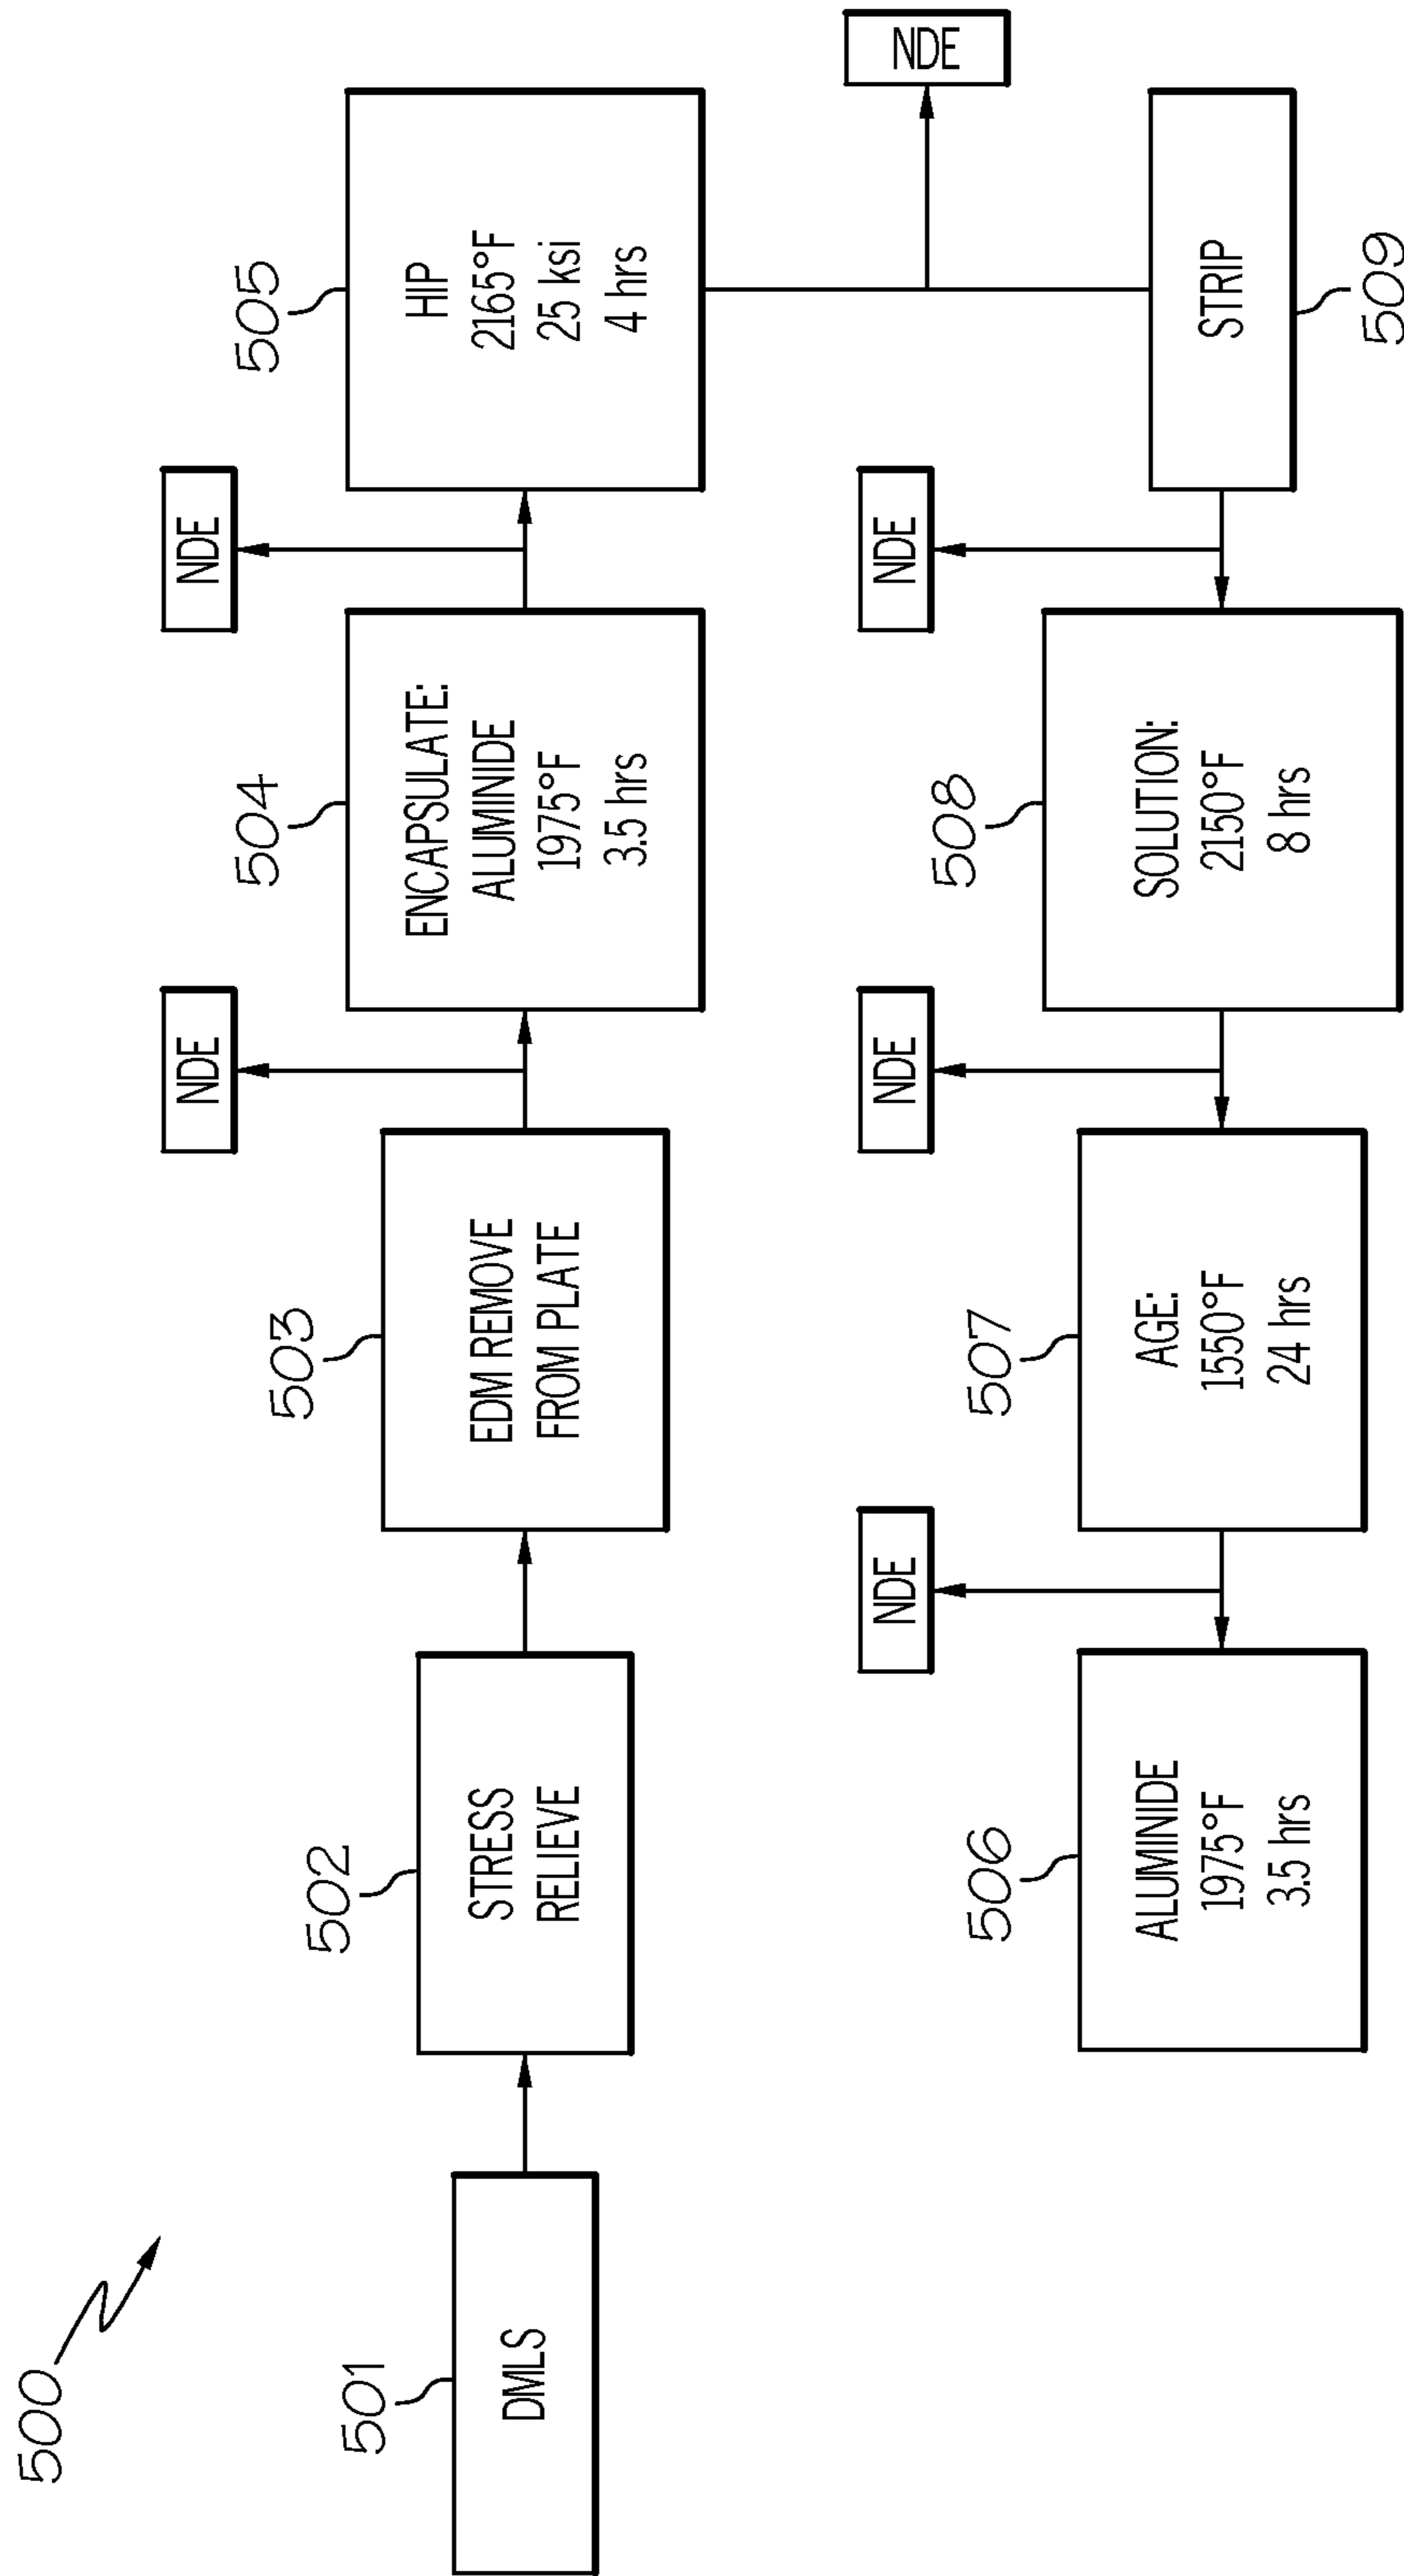 500
501
DMLS
502
STRESS
RELIEVE
503
EDM REMOVE
FROM PLATE
NDE
504
ENCAPSULATE:
ALUMINIDE
1975°F
3.5 hrs
NDE
505
HIP
2165°F
25 ksi
4 hrs
NDE
506
ALUMINIDE
1975°F
3.5 hrs
NDE
507
AGE:
1550°F
24 hrs
NDE
508
SOLUTION:
2150°F
8 hrs
NDE
STRIP
509